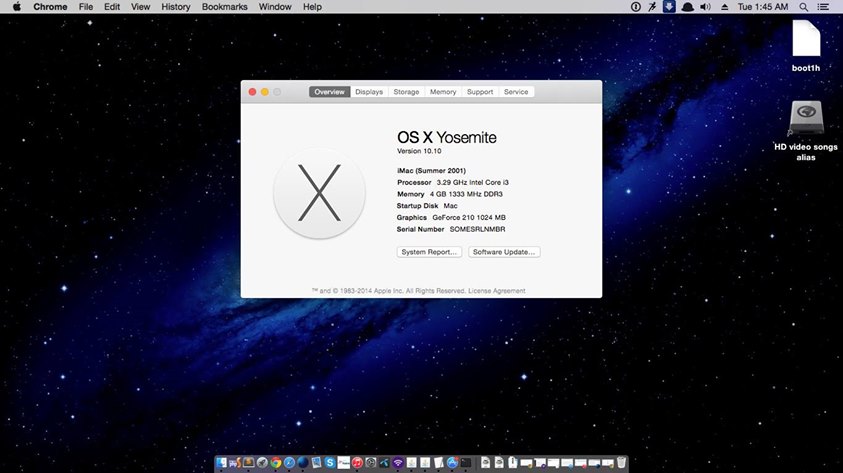 Chrome File Edit View History Bookmarks Window Help Tue 1:45 AM
boot1h
HD video songs
alias
Overview Displays Storage Memory Support Service
OS X Yosemite
Version 10.10
iMac (Summer 2001)
Processor 3.29 GHz Intel Core i3
Memory 4 GB 1333 MHz DDR3
Startup Disk Mac
Graphics GeForce 210 1024 MB
Serial Number SOMESRLNMBR
System Report... Software Update...
™ and © 1983-2014 Apple Inc. All Rights Reserved. License Agreement